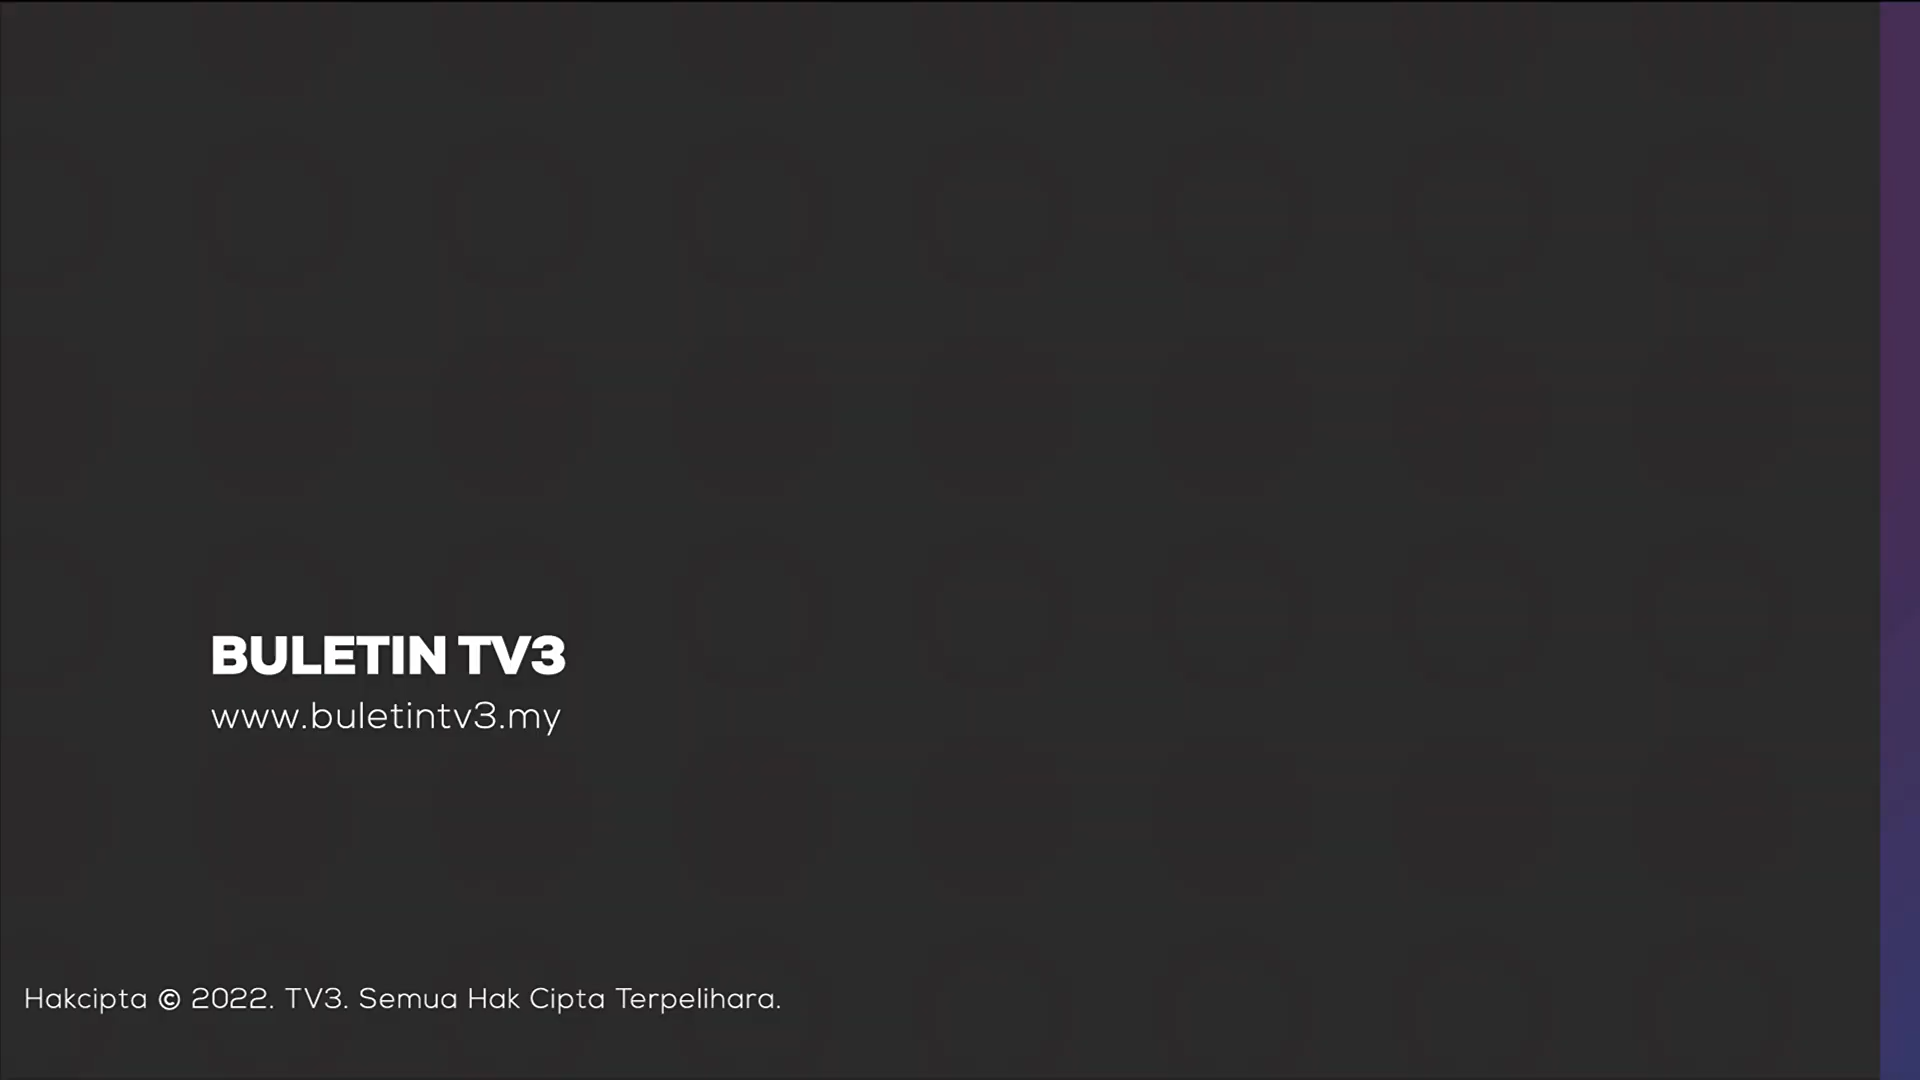 BULETIN TV3
www.buletintv3.my
Hakcipta © 2022. TV3. Semua Hak Cipta Terpelihara.